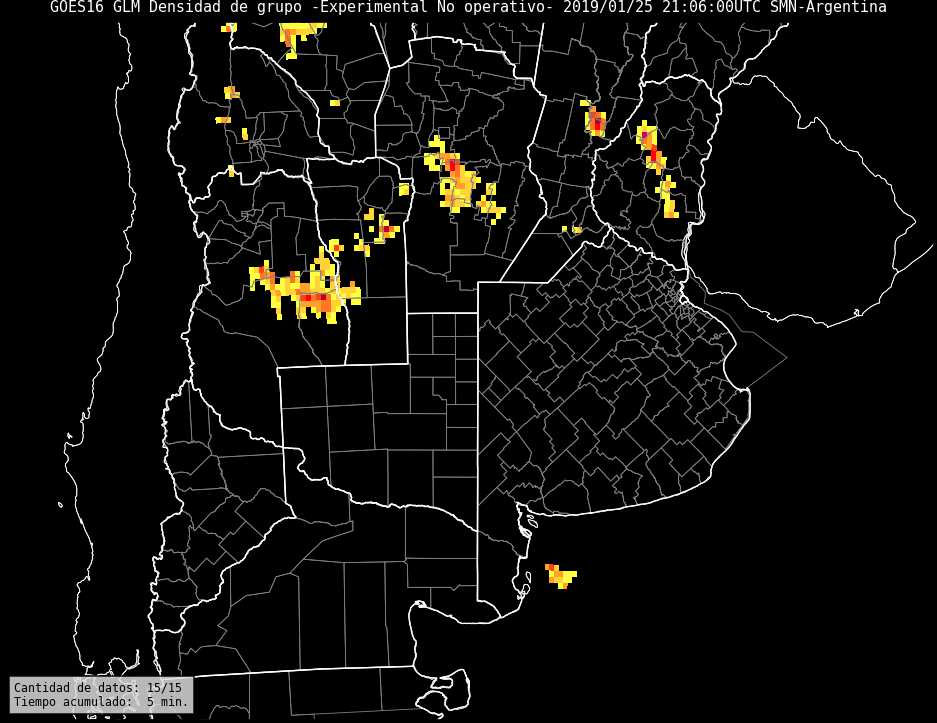 GOES16 GLM Densidad de grupo -Experimental No operativo- 2019/01/25 21:06:00UTC SMN-Argentina
Cantidad de datos: 15/15
Tiempo acumulado:  5 min.